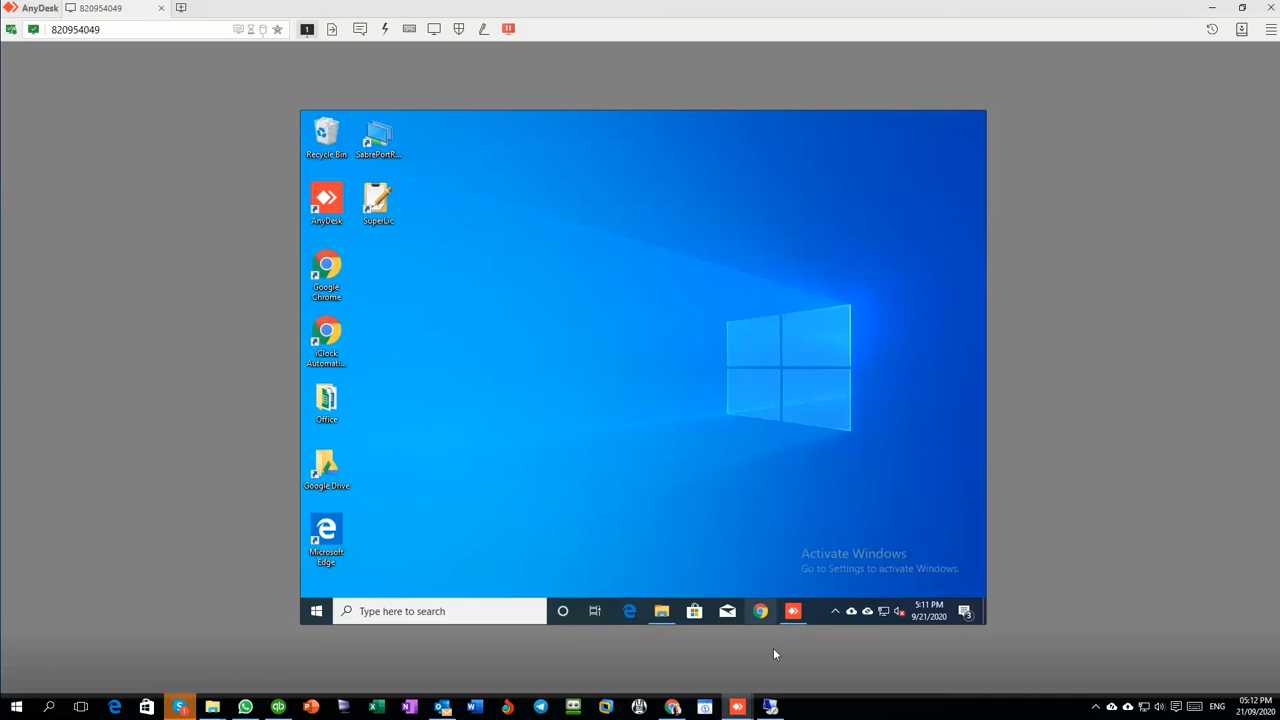 AnyDesk
820954049
820954049
1
Recycle Bin
SabrePortR...
AnyDesk
SuperLic
Google
Chrome
iClock
Automati...
Office
Google Drive
Microsoft
Edge
Activate Windows
Go to Settings to activate Windows.
Type here to search
5:11 PM
9/21/2020
3
ENG
05:12 PM
21/09/2020